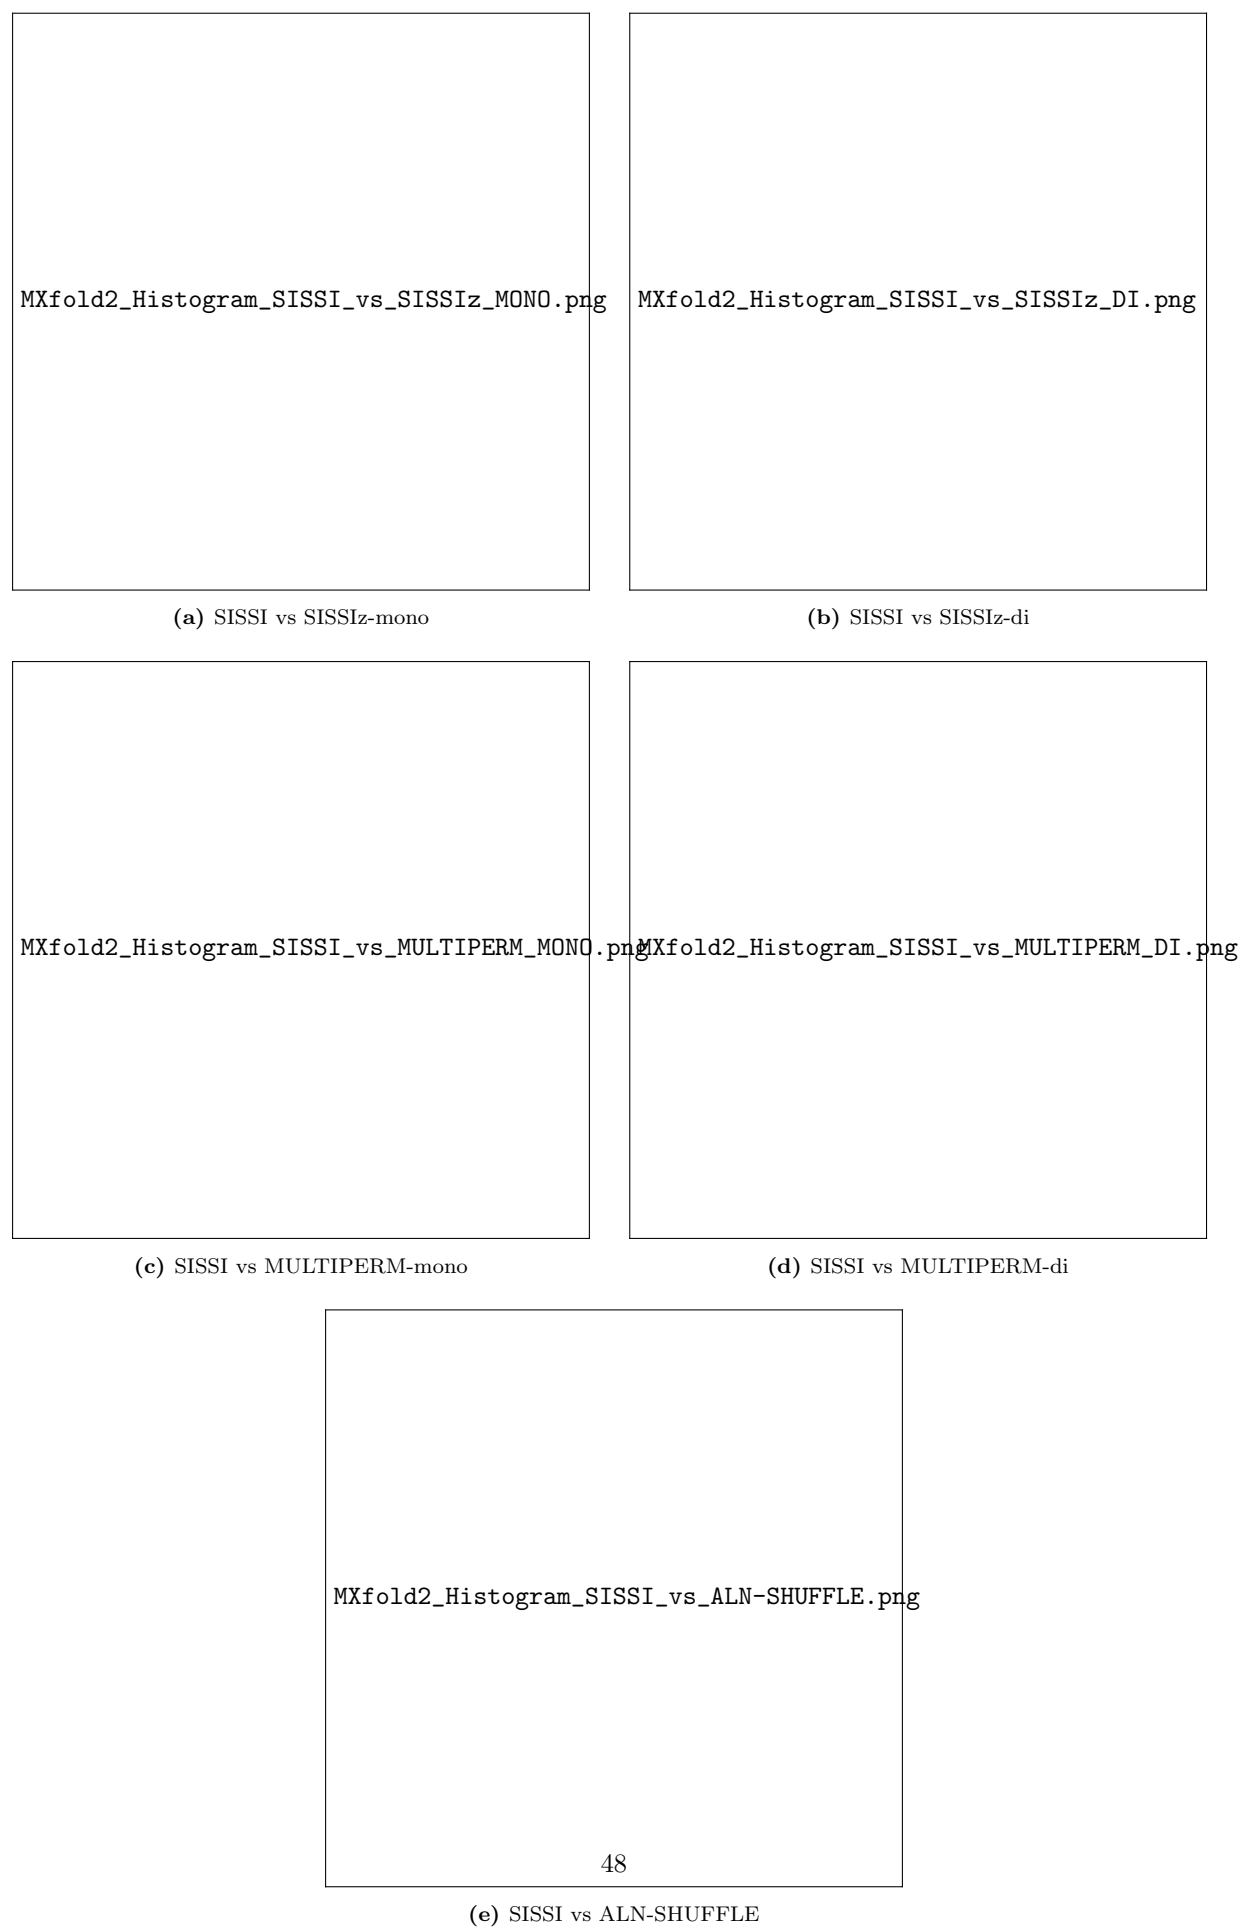 MXfold2_Histogram_SISSI_vs_SISSIz_MONO.png
MXfold2_Histogram_SISSI_vs_SISSIz_DI.png
(a) SISSI vs SISSIz-mono
(b) SISSI vs SISSIz-di
MXfold2_Histogram_SISSI_vs_MULTIPERM_MONO.png
MXfold2_Histogram_SISSI_vs_MULTIPERM_DI.png
(c) SISSI vs MULTIPERM-mono
(d) SISSI vs MULTIPERM-di
MXfold2_Histogram_SISSI_vs_ALN-SHUFFLE.png
48
(e) SISSI vs ALN-SHUFFLE